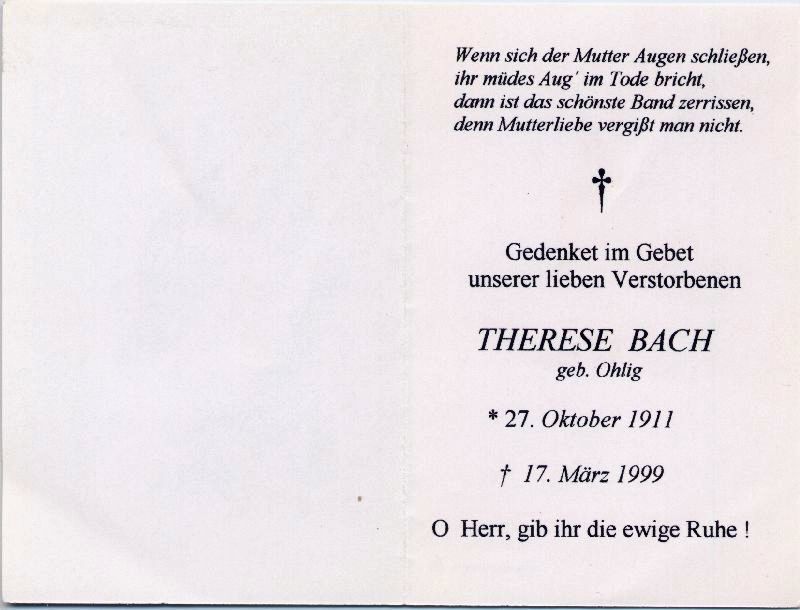 Wenn sich der Mutter Augen schließen,
ihr müdes Aug´ im Tode bricht,
dann ist das schönste Band zerrissen,
denn Mutterliebe vergißt man nicht.
†
Gedenket im Gebet
unserer lieben Verstorbenen
THERESE BACH
geb. Ohlig
* 27. Oktober 1911
† 17. März 1999
O Herr, gib ihr die ewige Ruhe !